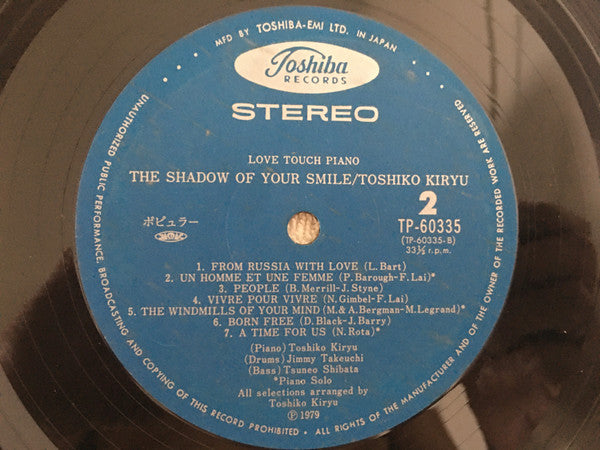 MFD BY TOSHIBA-EMI LTD. IN JAPAN
Toshiba
RECORDS
STEREO
LOVE TOUCH PIANO
THE SHADOW OF YOUR SMILE/TOSHIKO KIRYU
2
ポピュラー
TP-60335
(TP-60335-B)
33⅓ r.p.m.
1. FROM RUSSIA WITH LOVE (L.Bart)
2. UN HOMME ET UNE FEMME (P.Barough-F.Lai)*
3. PEOPLE (B.Merrill-J.Styne)
4. VIVRE POUR VIVRE (N.Gimbel-F.Lai)
5. THE WINDMILLS OF YOUR MIND (M.& A.Bergman-M.Legrand)*
6. BORN FREE (D.Black-J.Barry)
7. A TIME FOR US (N.Rota)*
(Piano) Toshiko Kiryu
(Drums) Jimmy Takeuchi
(Bass) Tsuneo Shibata
*Piano Solo
All selections arranged by
Toshiko Kiryu
Ⓟ 1979
UNAUTHORIZED PUBLIC PERFORMANCE, BROADCASTING AND COPYING OF THIS RECORD PROHIBITED • ALL RIGHTS OF THE MANUFACTURER AND OF THE OWNER OF THE RECORDED WORK ARE RESERVED